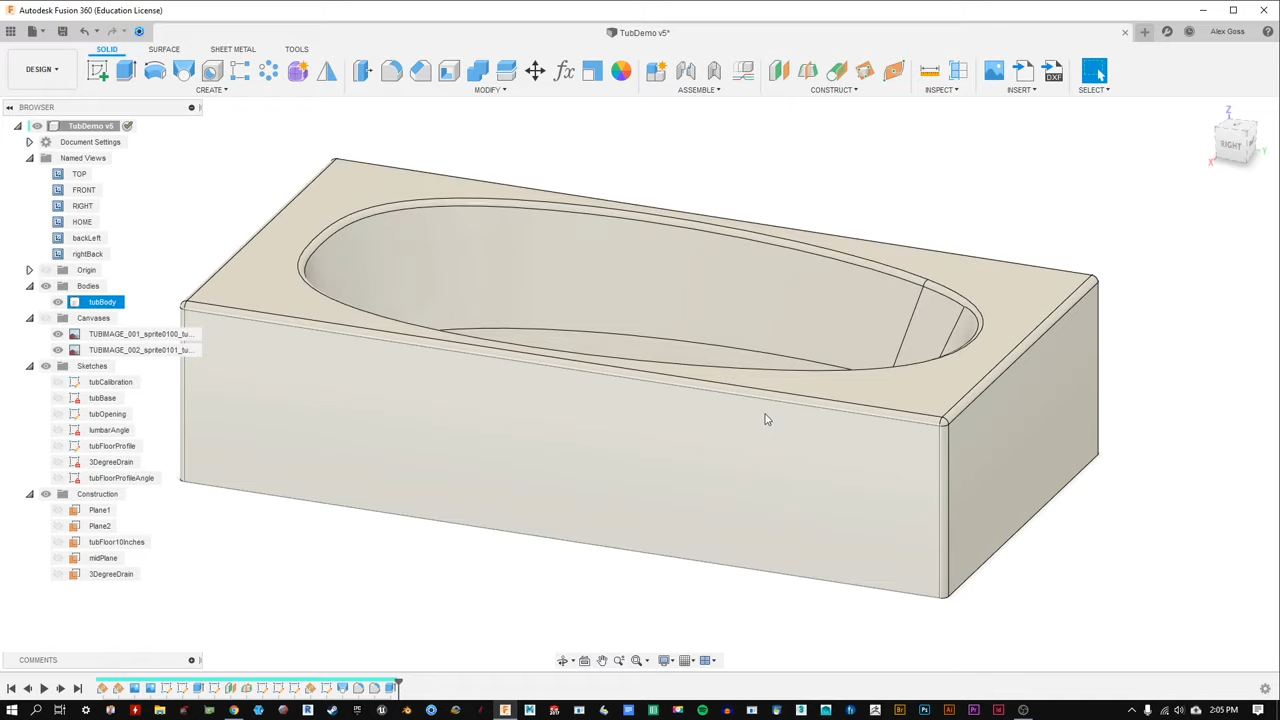 Autodesk Fusion 360 (Education License)
TubDemo v5*
Alex Goss
SOLID SURFACE SHEET METAL TOOLS
DESIGN
CREATE MODIFY ASSEMBLE CONSTRUCT INSPECT INSERT SELECT
BROWSER
TubDemo v5
Document Settings
Named Views
TOP
FRONT
RIGHT
HOME
backLeft
rightBack
Origin
Bodies
tubBody
Canvases
TUBIMAGE_001_sprite0100_tu...
TUBIMAGE_002_sprite0101_tu...
Sketches
tubCalibration
tubBase
tubOpening
lumbarAngle
tubFloorProfile
3DegreeDrain
tubFloorProfileAngle
Construction
Plane1
Plane2
tubFloor10Inches
midPlane
3DegreeDrain
Z
RIGHT
X
Y
COMMENTS
2:05 PM